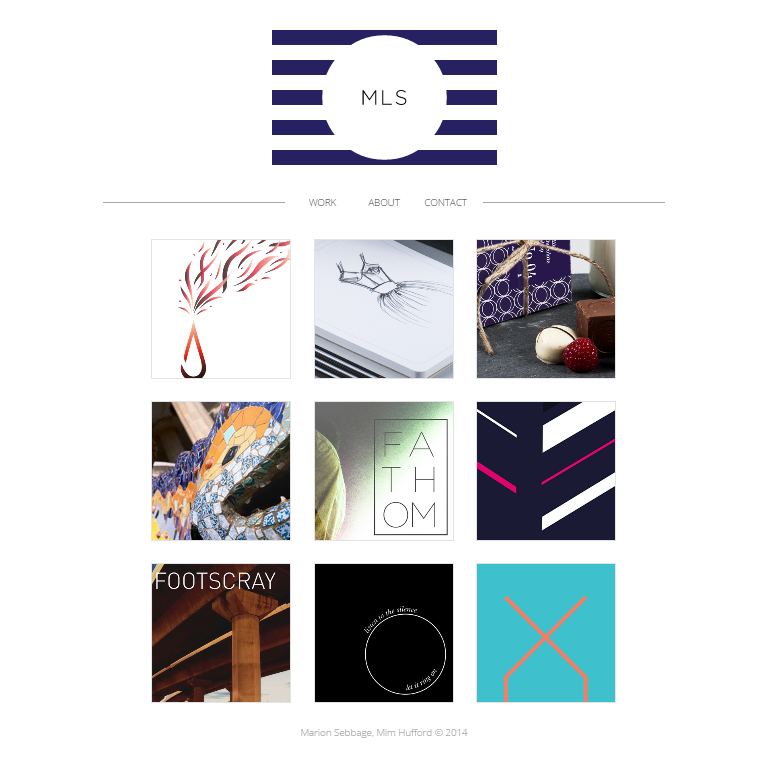 MLS
WORK ABOUT CONTACT
FA
TH
OM
FOOTSCRAY
listen to the silence
let it ring on
Marion Sebbage, Mim Hufford © 2014